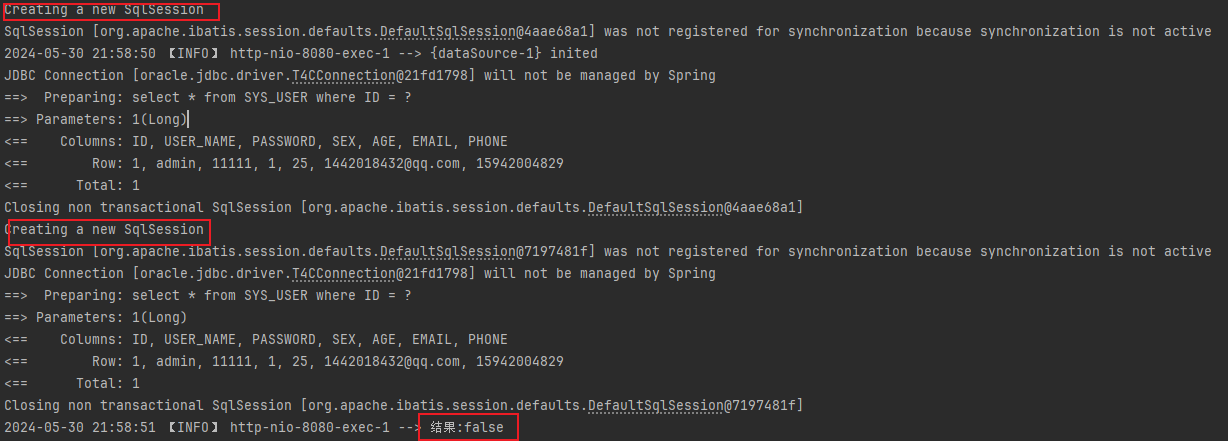 Creating a new SqlSession
SqlSession [org.apache.ibatis.session.defaults.DefaultSqlSession@4aae68a1] was not registered for synchronization because synchronization is not active
2024-05-30 21:58:50 【INFO】 http-nio-8080-exec-1 --> {dataSource-1} inited
JDBC Connection [oracle.jdbc.driver.T4CConnection@21fd1798] will not be managed by Spring
==>  Preparing: select * from SYS_USER where ID = ?
==> Parameters: 1(Long)
<==    Columns: ID, USER_NAME, PASSWORD, SEX, AGE, EMAIL, PHONE
<==        Row: 1, admin, 11111, 1, 25, 1442018432@qq.com, 15942004829
<==      Total: 1
Closing non transactional SqlSession [org.apache.ibatis.session.defaults.DefaultSqlSession@4aae68a1]
Creating a new SqlSession
SqlSession [org.apache.ibatis.session.defaults.DefaultSqlSession@7197481f] was not registered for synchronization because synchronization is not active
JDBC Connection [oracle.jdbc.driver.T4CConnection@21fd1798] will not be managed by Spring
==>  Preparing: select * from SYS_USER where ID = ?
==> Parameters: 1(Long)
<==    Columns: ID, USER_NAME, PASSWORD, SEX, AGE, EMAIL, PHONE
<==        Row: 1, admin, 11111, 1, 25, 1442018432@qq.com, 15942004829
<==      Total: 1
Closing non transactional SqlSession [org.apache.ibatis.session.defaults.DefaultSqlSession@7197481f]
2024-05-30 21:58:51 【INFO】 http-nio-8080-exec-1 --> 结果:false